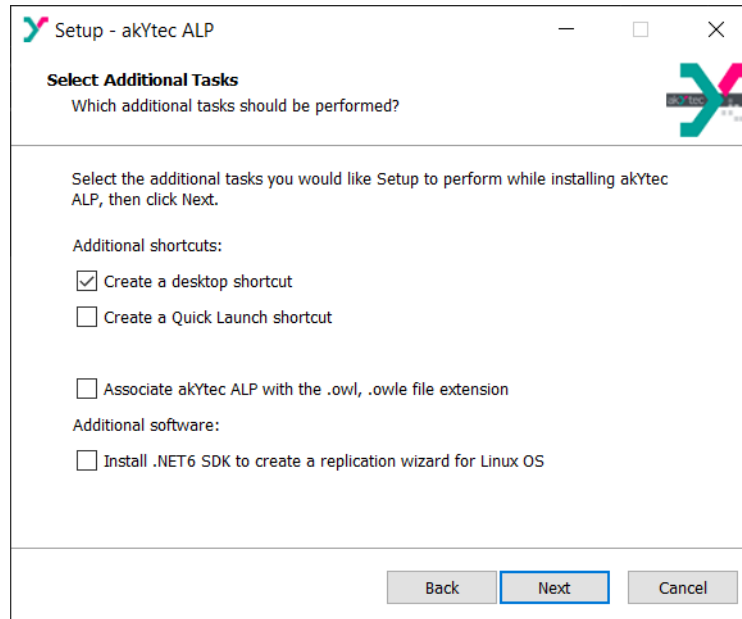 Setup - akYtec ALP
Select Additional Tasks
Which additional tasks should be performed?
akYtec
Select the additional tasks you would like Setup to perform while installing akYtec
ALP, then click Next.
Additional shortcuts:
Create a desktop shortcut
Create a Quick Launch shortcut
Associate akYtec ALP with the .owl, .owle file extension
Additional software:
Install .NET6 SDK to create a replication wizard for Linux OS
Back
Next
Cancel